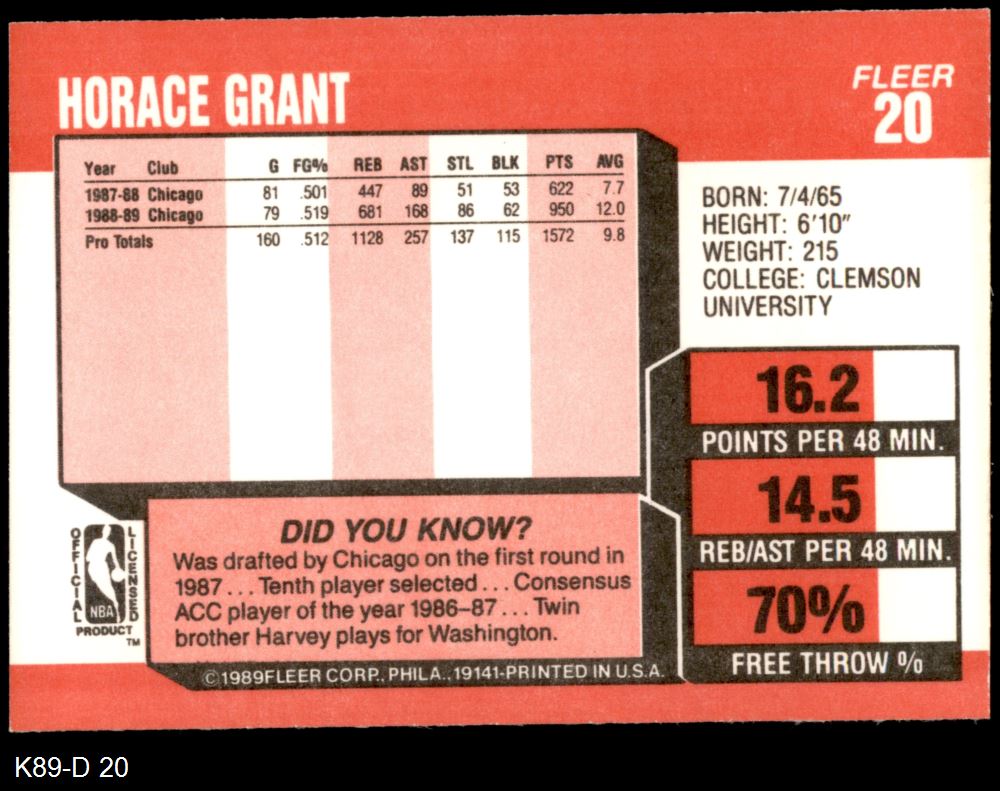 HORACE GRANT
FLEER
20
Year Club G FG% REB AST STL BLK PTS AVG
1987-88 Chicago 81 .501 447 89 51 53 622 7.7
1988-89 Chicago 79 .519 681 168 86 62 950 12.0
Pro Totals 160 .512 1128 257 137 115 1572 9.8
BORN: 7/4/65
HEIGHT: 6'10"
WEIGHT: 215
COLLEGE: CLEMSON
UNIVERSITY
16.2
POINTS PER 48 MIN.
14.5
REB/AST PER 48 MIN.
70%
FREE THROW %
DID YOU KNOW?
Was drafted by Chicago on the first round in
1987... Tenth player selected... Consensus
ACC player of the year 1986–87... Twin
brother Harvey plays for Washington.
OFFICIAL
LICENSED
NBA
PRODUCT
TM
©1989FLEER CORP., PHILA., 19141-PRINTED IN U.S.A.
K89-D 20